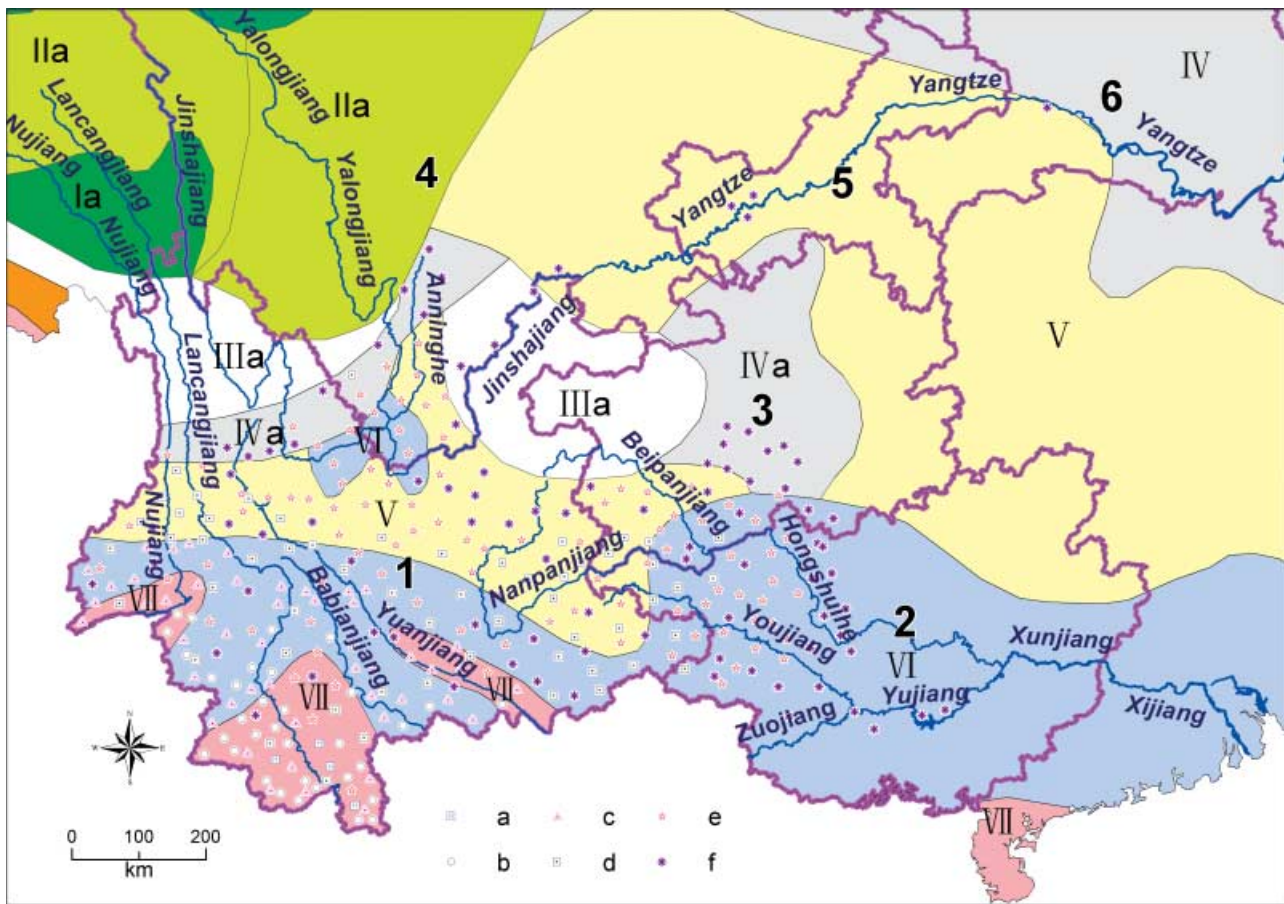 IIa
Lancangjiang
Nujiang
Jinshajiang
Ia
Nujiang
Yalongjiang
IIa
Yalongjiang
4
Yangtze
IV
6
Yangtze
5
Yangtze
Anninghe
Jinshajiang
IIIa
Lancangjiang
IVa
VI
IIIa
IVa
3
V
Beipanjiang
V
Nujiang
VII
1
Babianjiang
Yuanjiang
VII
VII
Nanpanjiang
Hongshuihe
Youjiang
2
VI
Xunjiang
Yujiang
Zuojiang
Xijiang
VII
N
W
E
S
0 100 200
km
a c e
b d f